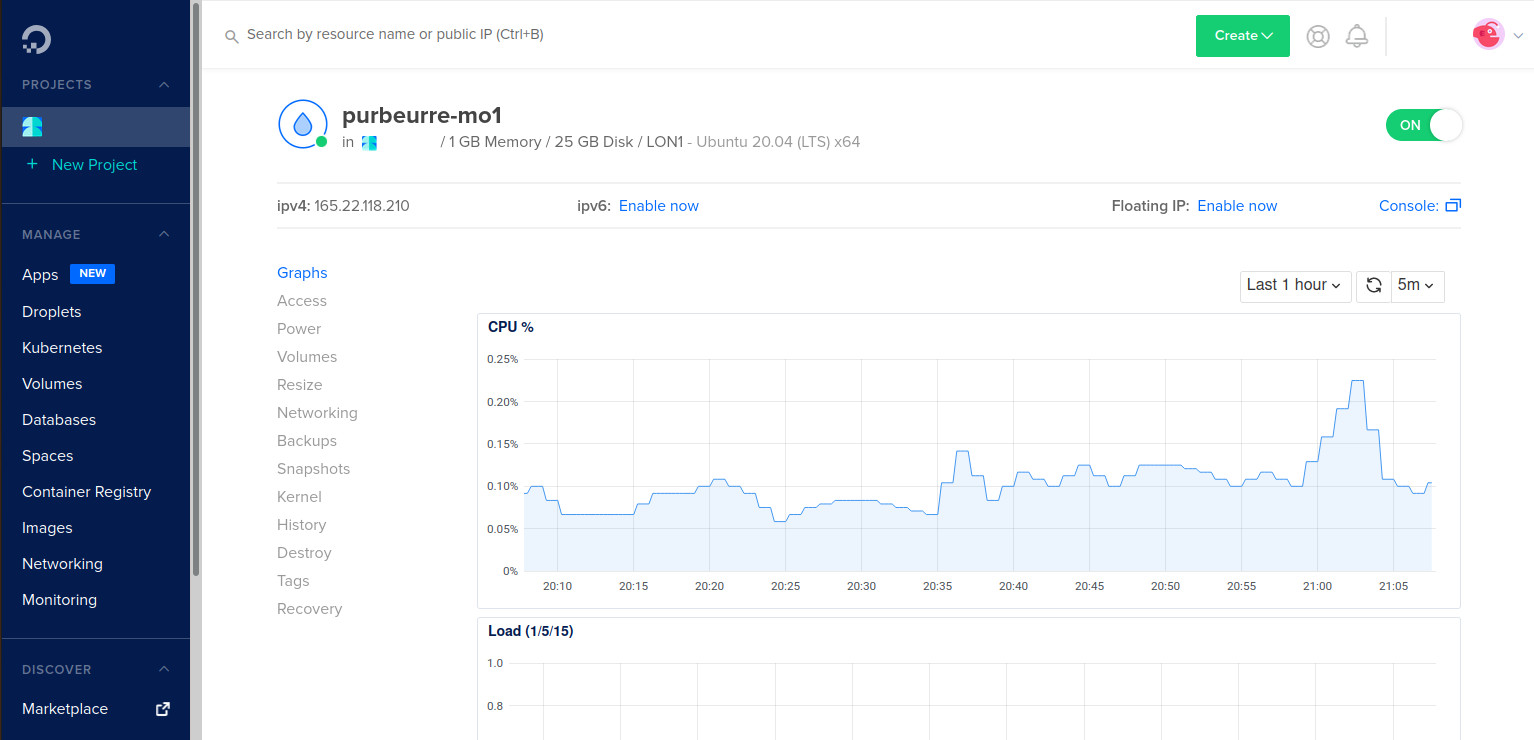 Search by resource name or public IP (Ctrl+B)
Create
PROJECTS
+ New Project
MANAGE
Apps NEW
Droplets
Kubernetes
Volumes
Databases
Spaces
Container Registry
Images
Networking
Monitoring
DISCOVER
Marketplace
purbeurre-mo1
in / 1 GB Memory / 25 GB Disk / LON1 - Ubuntu 20.04 (LTS) x64
ON
ipv4: 165.22.118.210 ipv6: Enable now Floating IP: Enable now Console:
Graphs
Access
Power
Volumes
Resize
Networking
Backups
Snapshots
Kernel
History
Destroy
Tags
Recovery
Last 1 hour 5m
CPU %
0.25%
0.20%
0.15%
0.10%
0.05%
0%
20:10 20:15 20:20 20:25 20:30 20:35 20:40 20:45 20:50 20:55 21:00 21:05
Load (1/5/15)
1.0
0.8